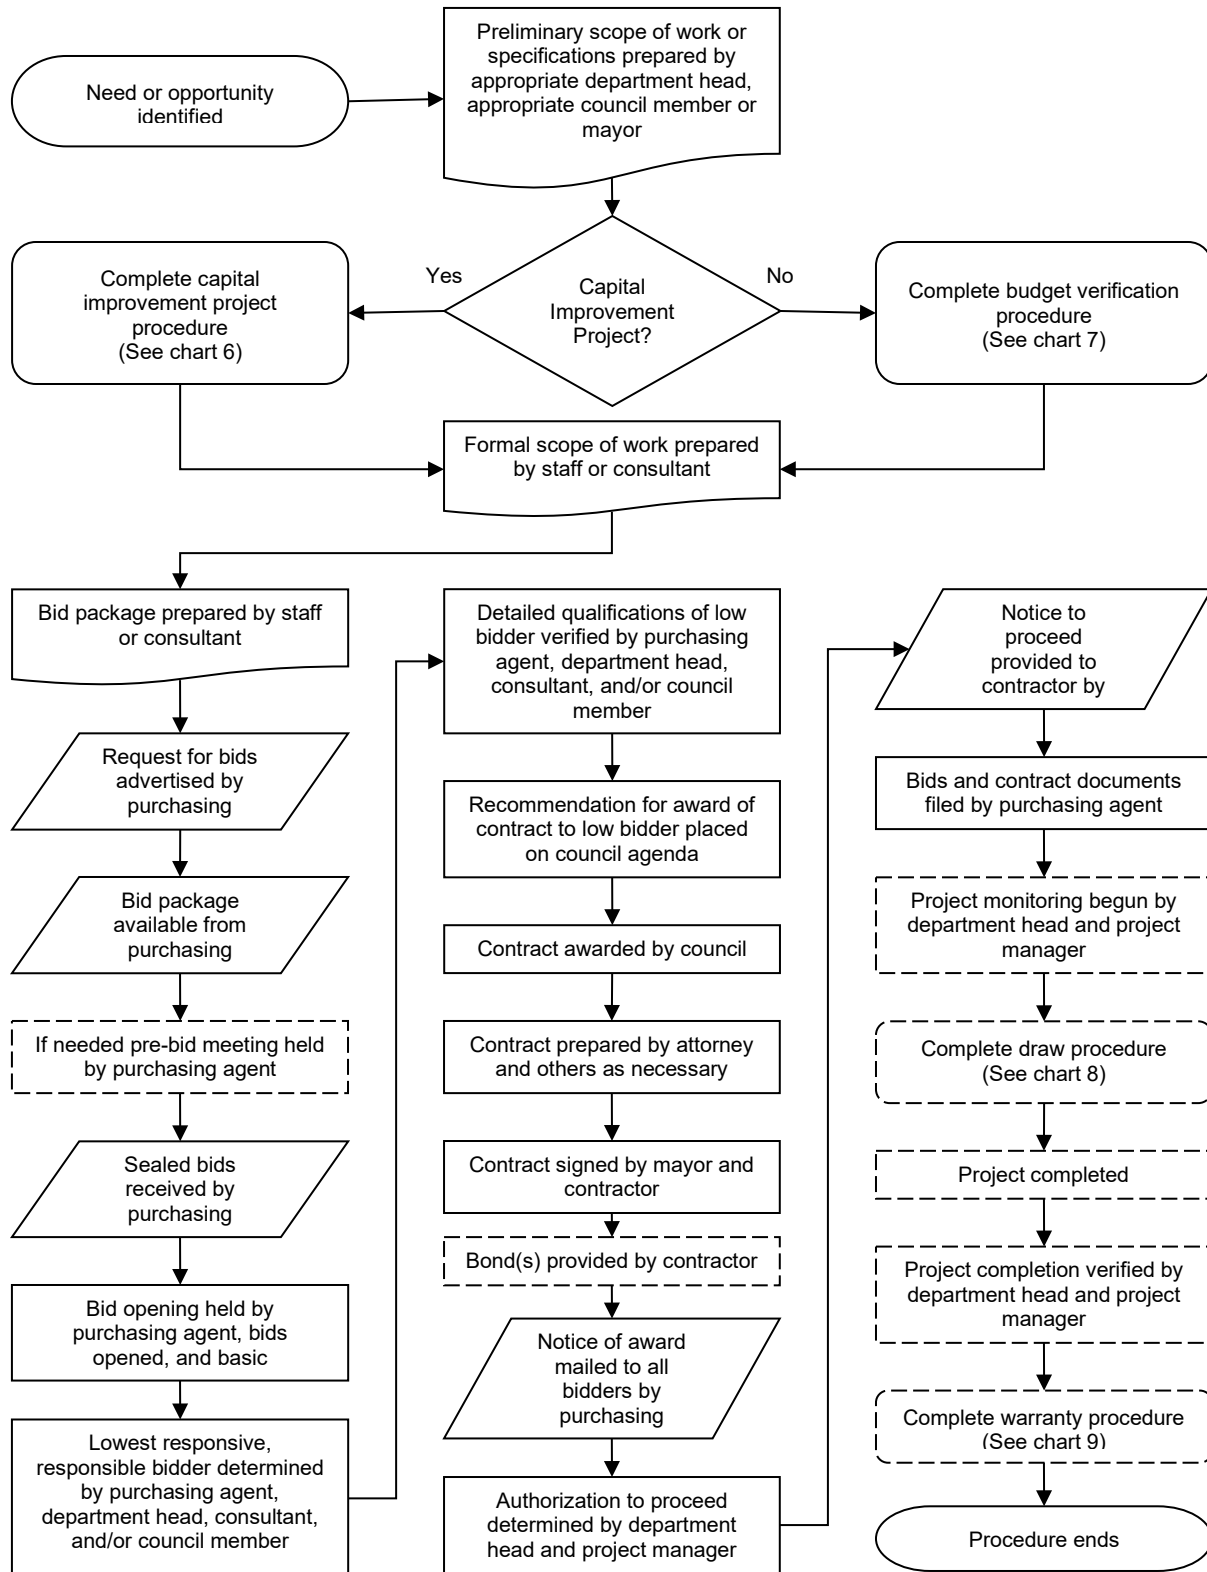 Need or opportunity
identified
Preliminary scope of work or
specifications prepared by
appropriate department head,
appropriate council member or
mayor
Capital
Improvement
Project?
Yes
No
Complete capital
improvement project
procedure
(See chart 6)
Complete budget verification
procedure
(See chart 7)
Formal scope of work prepared
by staff or consultant
Bid package prepared by staff
or consultant
Request for bids
advertised by
purchasing
Bid package
available from
purchasing
If needed pre-bid meeting held
by purchasing agent
Sealed bids
received by
purchasing
Bid opening held by
purchasing agent, bids
opened, and basic
Lowest responsive,
responsible bidder determined
by purchasing agent,
department head, consultant,
and/or council member
Detailed qualifications of low
bidder verified by purchasing
agent, department head,
consultant, and/or council
member
Recommendation for award of
contract to low bidder placed
on council agenda
Contract awarded by council
Contract prepared by attorney
and others as necessary
Contract signed by mayor and
contractor
Bond(s) provided by contractor
Notice of award
mailed to all
bidders by
purchasing
Authorization to proceed
determined by department
head and project manager
Notice to
proceed
provided to
contractor by
Bids and contract documents
filed by purchasing agent
Project monitoring begun by
department head and project
manager
Complete draw procedure
(See chart 8)
Project completed
Project completion verified by
department head and project
manager
Complete warranty procedure
(See chart 9)
Procedure ends